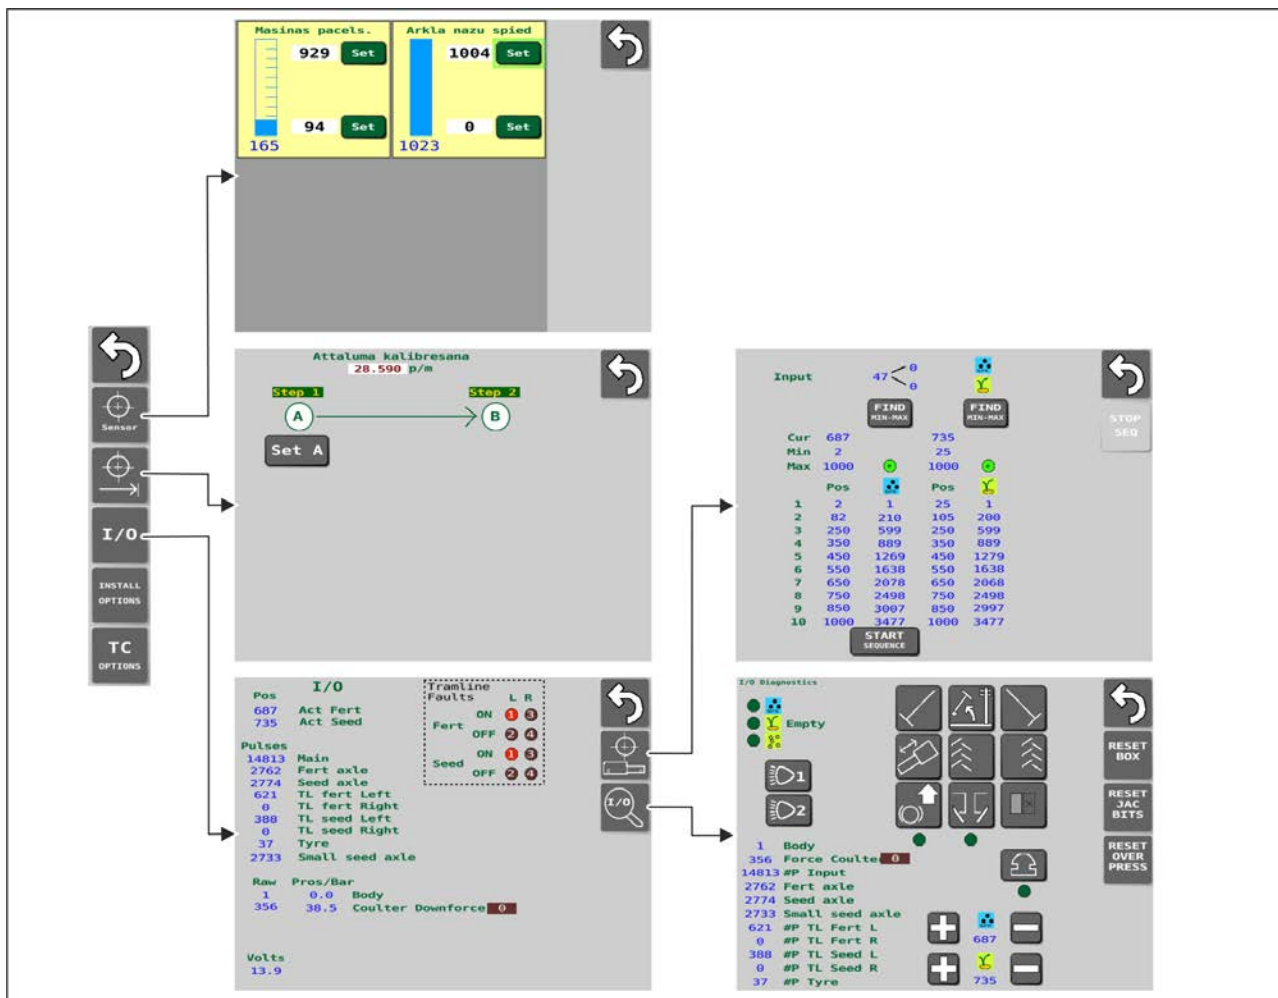 Masinas pacels.
929 Set
94 Set
165
Arkla nazu spied
1004 Set
0 Set
1023
Sensor
I/O
INSTALL
OPTIONS
TC
OPTIONS
Attaluma kalibresana
28.590 p/m
Step 1 Step 2
A B
Set A
Input 47 0
0
FIND
MIN-MAX
FIND
MIN-MAX
STOP
SEQ
Cur 687 735
Min 2 25
Max 1000 1000
Pos Pos
1 2 1 25 1
2 82 210 105 200
3 250 599 250 599
4 350 889 350 889
5 450 1269 450 1279
6 550 1638 550 1638
7 650 2078 650 2068
8 750 2498 750 2498
9 850 3007 850 2997
10 1000 3477 1000 3477
START
SEQUENCE
I/O
Pos
687 Act Fert
735 Act Seed
Tramline
Faults L R
Fert ON 1 3
OFF 2 4
Seed ON 1 3
OFF 2 4
Pulses
14813 Main
2762 Fert axle
2774 Seed axle
621 TL fert Left
0 TL fert Right
388 TL seed Left
0 TL seed Right
37 Tyre
2733 Small seed axle
Raw Pros/Bar
1 0.0 Body
356 38.5 Coulter Downforce 0
Volts
13.9
I/O
I/O Diagnostics
Empty
1
2
RESET
BOX
RESET
JAC
BITS
RESET
OVER
PRESS
1 Body
356 Force Coulte 0
14813 #P Input
2762 Fert axle
2774 Seed axle
2733 Small seed axle
621 #P TL Fert L
0 #P TL Fert R
388 #P TL Seed L
0 #P TL Seed R
37 #P Tyre
687
735